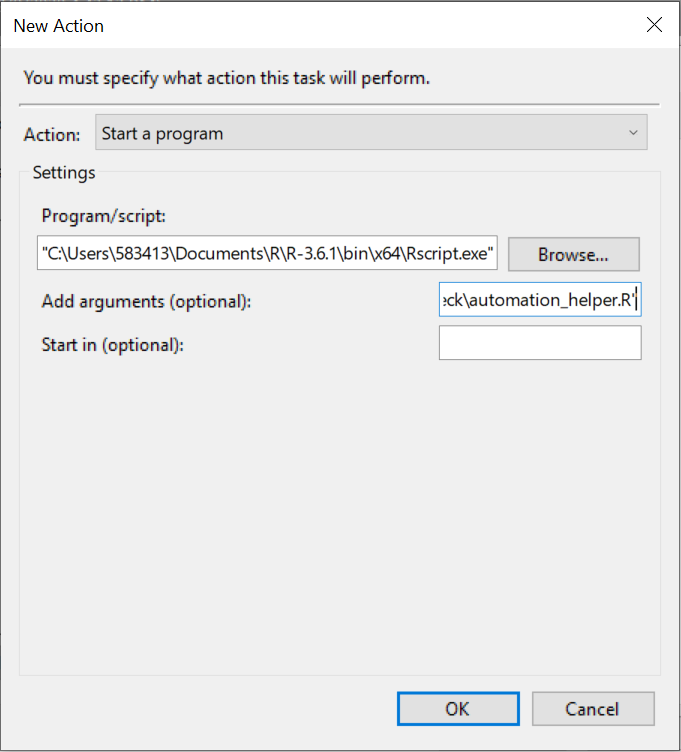 New Action
You must specify what action this task will perform.
Action: Start a program
Settings
Program/script:
"C:\Users\583413\Documents\R\R-3.6.1\bin\x64\Rscript.exe" Browse...
Add arguments (optional): eck\automation_helper.R'
Start in (optional):
OK Cancel